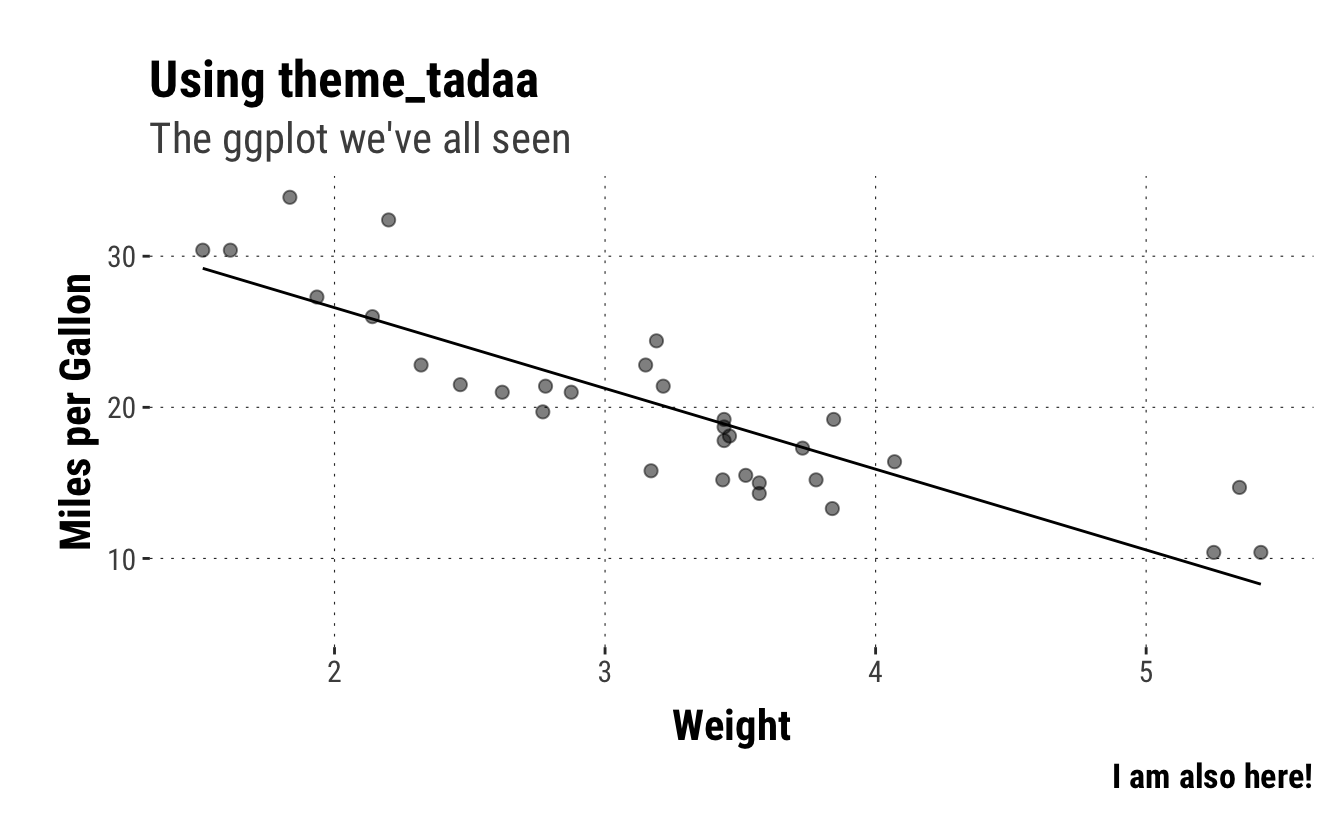 Using theme_tadaa
The ggplot we've all seen
Miles per Gallon
30
20
10
2 3 4 5
Weight
I am also here!